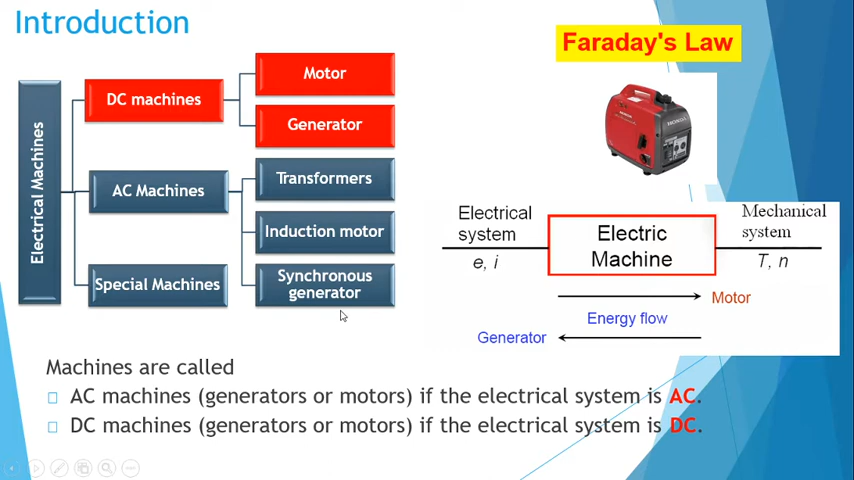 Introduction
Faraday's Law
Electrical Machines
DC machines
Motor
Generator
AC Machines
Transformers
Induction motor
Synchronous
generator
Special Machines
HONDA
Electrical
system
e, i
Electric
Machine
Mechanical
system
T, n
Motor
Energy flow
Generator
Machines are called
AC machines (generators or motors) if the electrical system is AC.
DC machines (generators or motors) if the electrical system is DC.